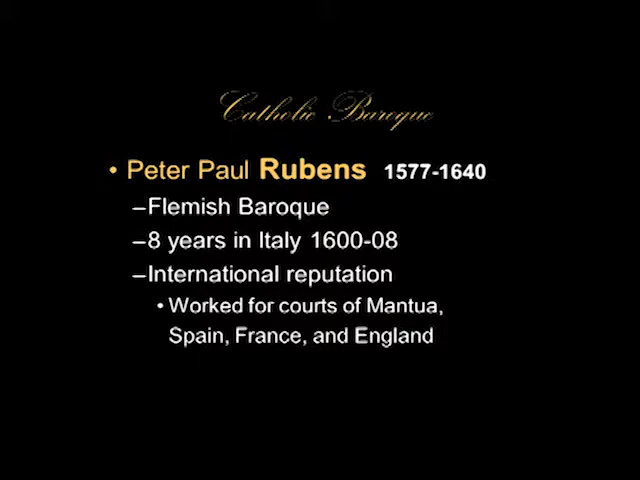 Catholic Baroque
• Peter Paul Rubens 1577-1640
–Flemish Baroque
–8 years in Italy 1600-08
–International reputation
• Worked for courts of Mantua,
Spain, France, and England